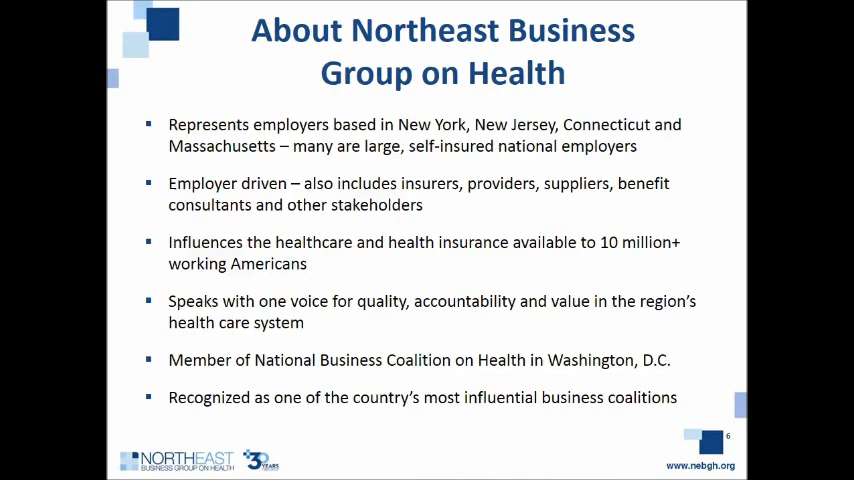 About Northeast Business
Group on Health
▪ Represents employers based in New York, New Jersey, Connecticut and
Massachusetts – many are large, self-insured national employers
▪ Employer driven – also includes insurers, providers, suppliers, benefit
consultants and other stakeholders
▪ Influences the healthcare and health insurance available to 10 million+
working Americans
▪ Speaks with one voice for quality, accountability and value in the region’s
health care system
▪ Member of National Business Coalition on Health in Washington, D.C.
▪ Recognized as one of the country’s most influential business coalitions
6
NORTHEAST
BUSINESS GROUP ON HEALTH
30
YEARS
www.nebgh.org